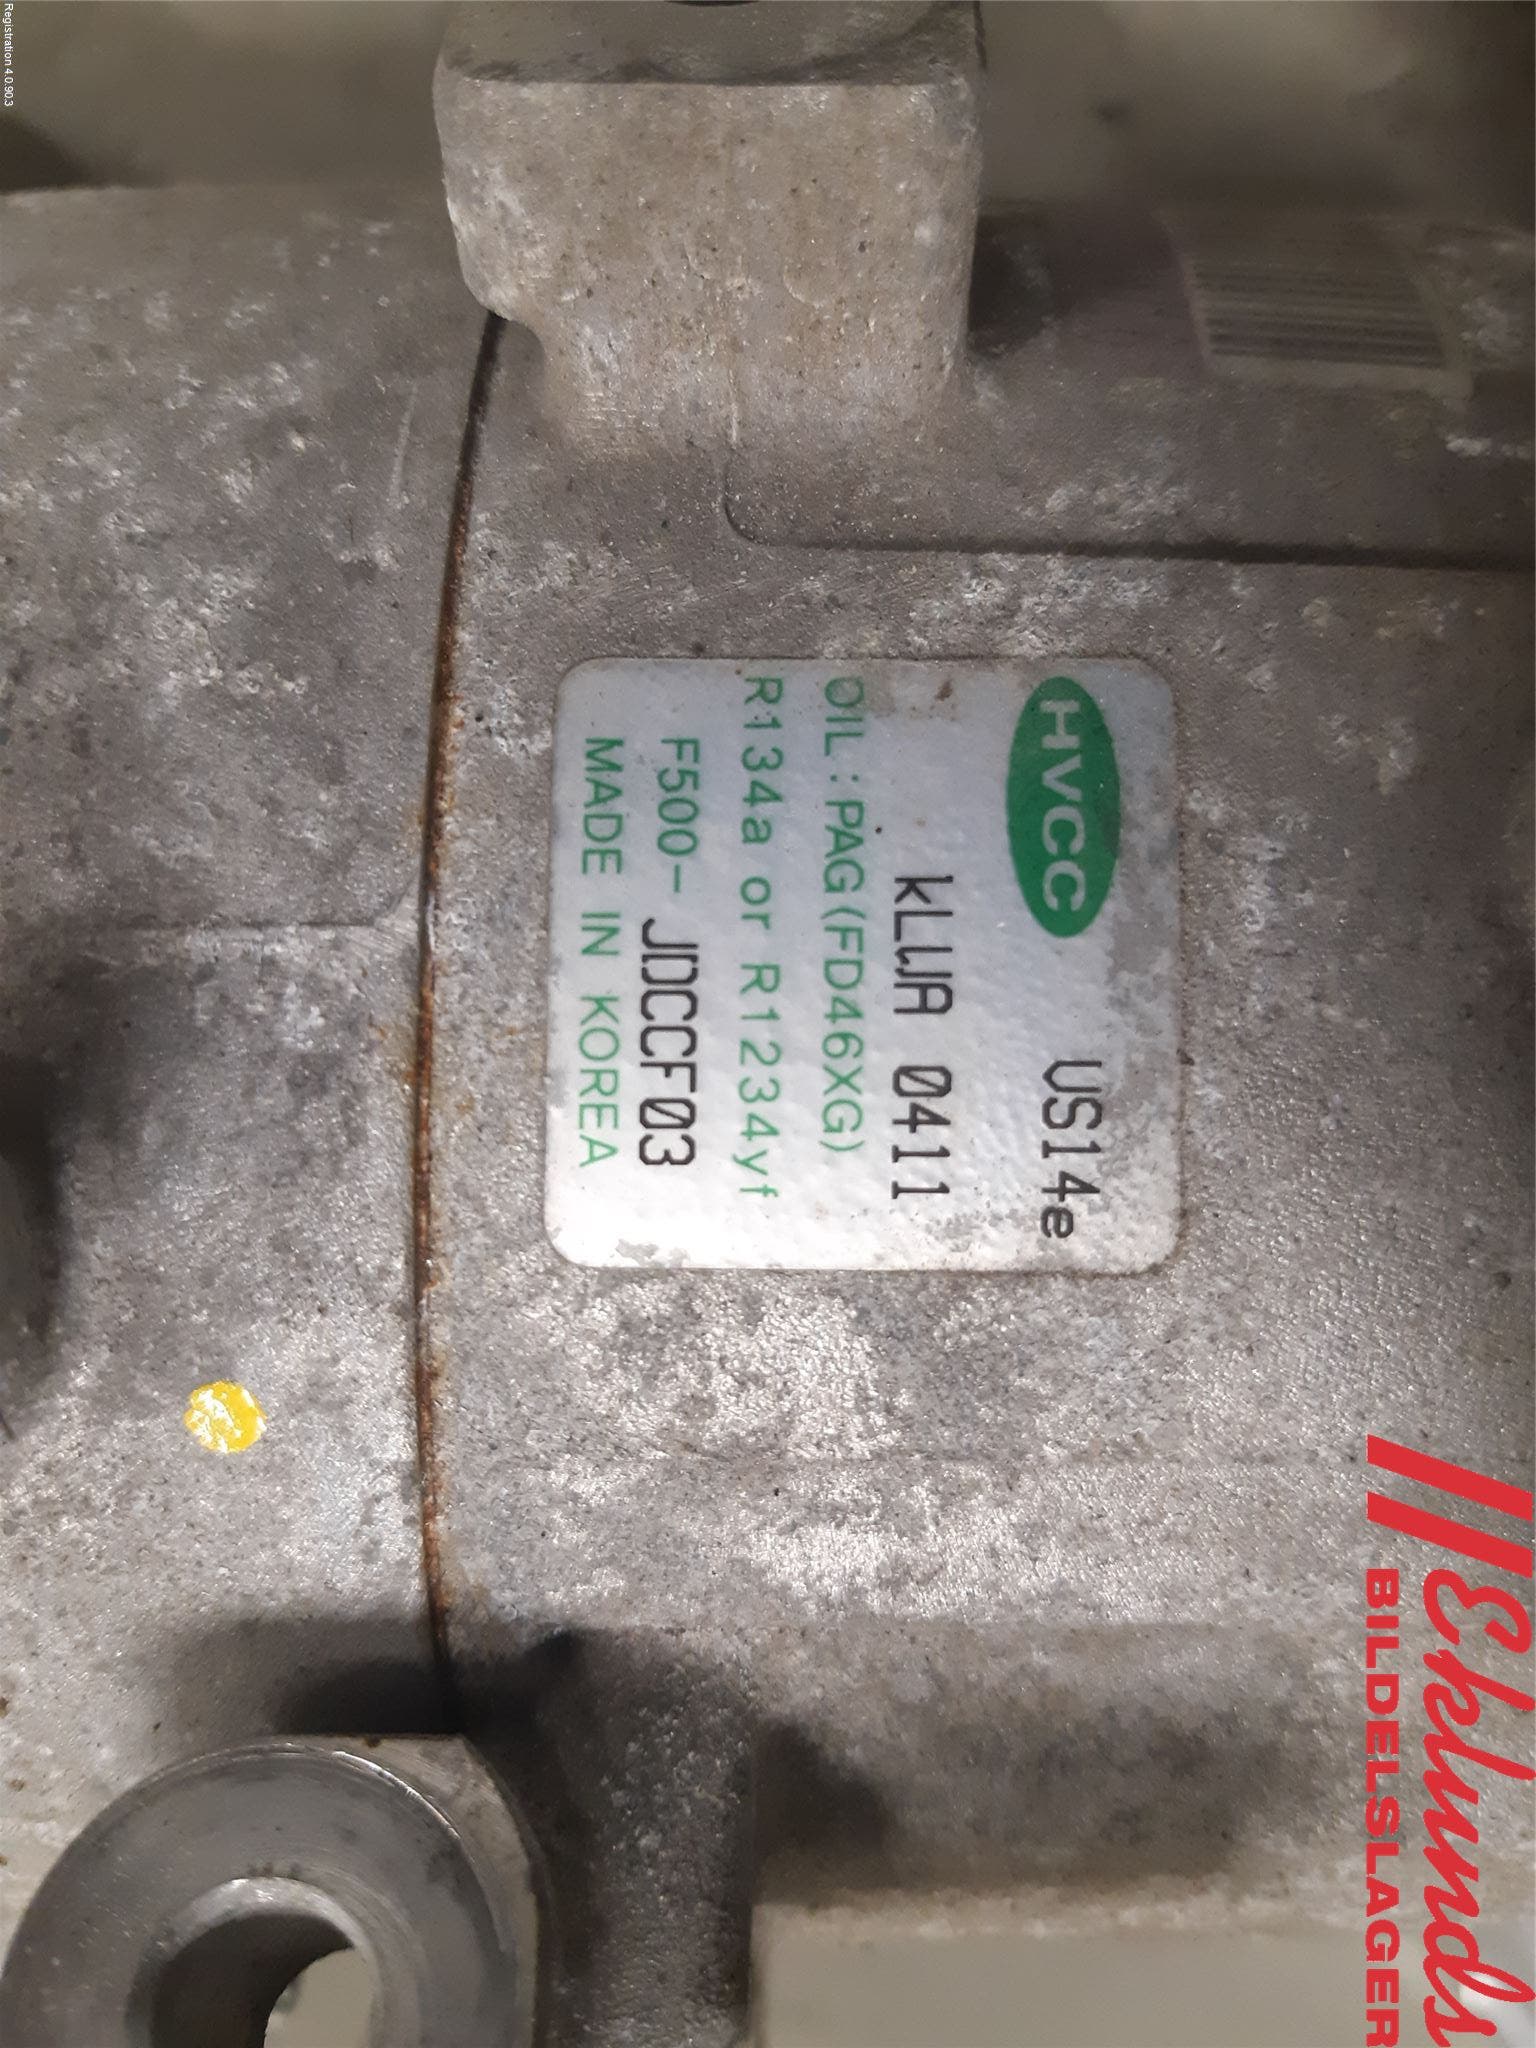 HVCC VS14e
kLWA 0411
OIL : PAG (FD46XG)
R134a or R1234yf
F500- JDCCF03
MADE IN KOREA
Eklunds
BILDELSLAGER
Registration 4.0.90.3